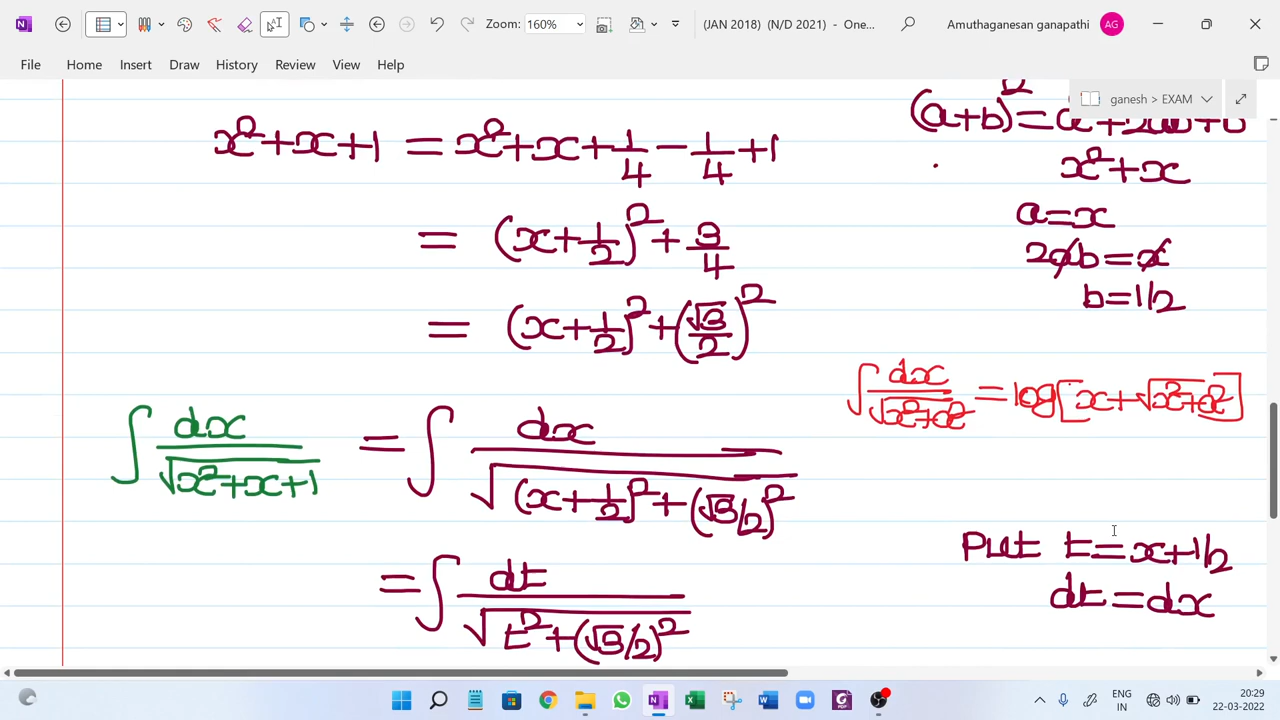 Zoom: 160%
(JAN 2018) (N/D 2021) - One...
Amuthaganesan ganapathi
AG
File Home Insert Draw History Review View Help
ganesh > EXAM
x²+x+1 = x²+x+1/4-1/4+1
= (x+1/2)²+3/4
= (x+1/2)²+(√3/2)²
x²+x
a=x
2ab=x
b=1/2
∫dx/√x²+a² = log[x+√x²+a²]
∫dx/√x²+x+1 = ∫dx/√(x+1/2)²+(√3/2)²
Put t=x+1/2
dt=dx
= ∫dt/√t²+(√3/2)²
ENG
IN
20:29
22-03-2022